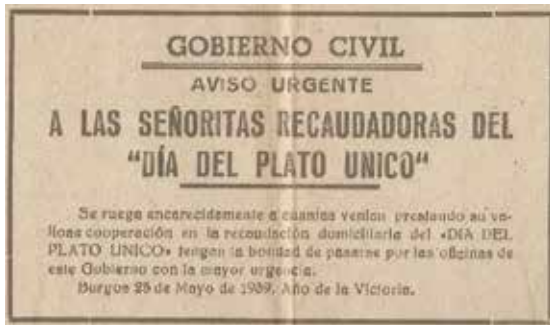 GOBIERNO CIVIL
AVISO URGENTE
A LAS SEÑORITAS RECAUDADORAS DEL
"DÍA DEL PLATO UNICO"
Se ruega encarecidamente a cuantas venían prestando su va-
liosa cooperación en la recaudación domiciliaria del «DIA DEL
PLATO UNICO» tengan la bondad de pasarse por las oficinas de
este Gobierno con la mayor urgencia.
Burgos 25 de Mayo de 1939. Año de la Victoria.